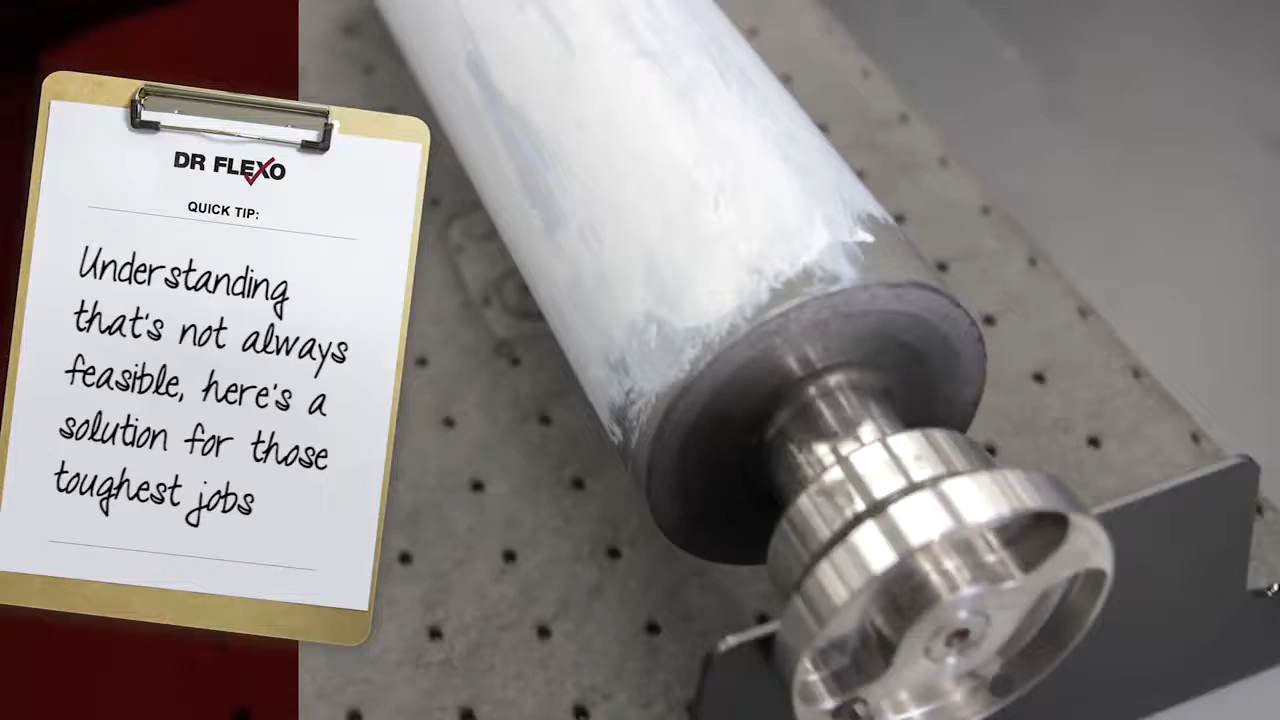 DR FLEXO
QUICK TIP:
Understanding
that's not always
feasible, here's a
solution for those
toughest jobs